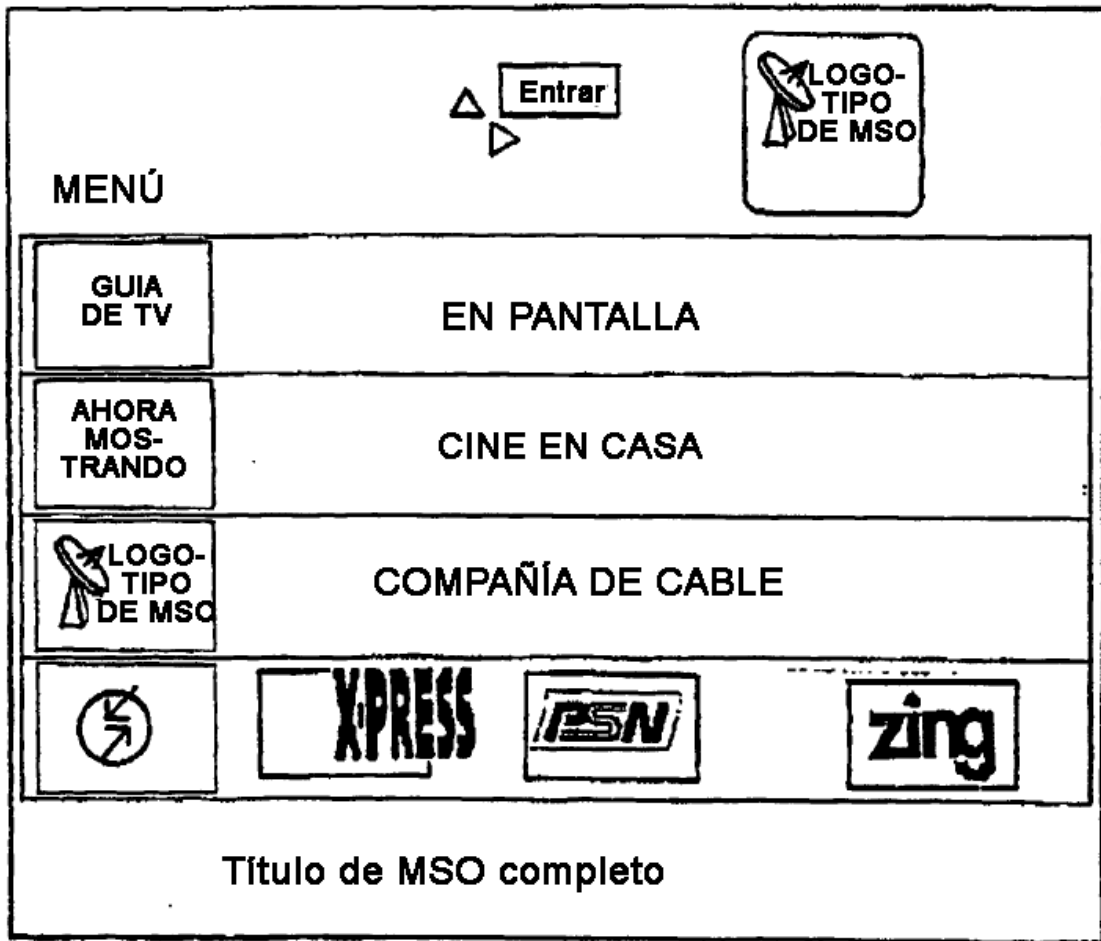 Entrar
LOGO-
TIPO
DE MSO
MENÚ
GUIA
DE TV
EN PANTALLA
AHORA
MOS-
TRANDO
CINE EN CASA
LOGO-
TIPO
DE MSO
COMPAÑÍA DE CABLE
X·PRESS
PSN
zing
Título de MSO completo